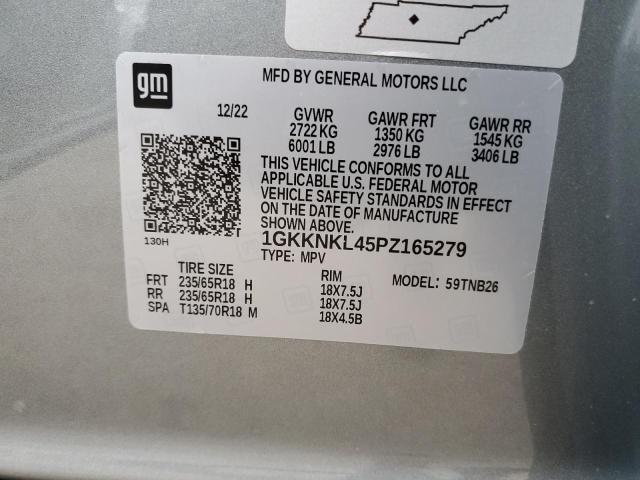 gm
MFD BY GENERAL MOTORS LLC
12/22 GVWR GAWR FRT GAWR RR
2722 KG 1350 KG 1545 KG
6001 LB 2976 LB 3406 LB
THIS VEHICLE CONFORMS TO ALL
APPLICABLE U.S. FEDERAL MOTOR
VEHICLE SAFETY STANDARDS IN EFFECT
ON THE DATE OF MANUFACTURE
SHOWN ABOVE.
1GKKNKL45PZ165279
130H
TYPE: MPV
TIRE SIZE RIM MODEL: 59TNB26
FRT 235/65R18 H 18X7.5J
RR 235/65R18 H 18X7.5J
SPA T135/70R18 M 18X4.5B